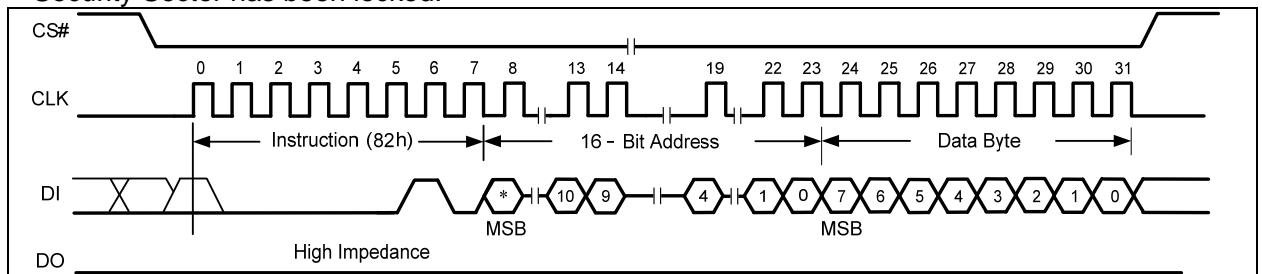 Security Sector has been locked.
CS#
0 1 2 3 4 5 6 7 8 13 14 19 22 23 24 25 26 27 28 29 30 31
CLK
Instruction (82h) 16 - Bit Address Data Byte
DI * 10 9 4 1 0 7 6 5 4 3 2 1 0
MSB MSB
High Impedance
DO